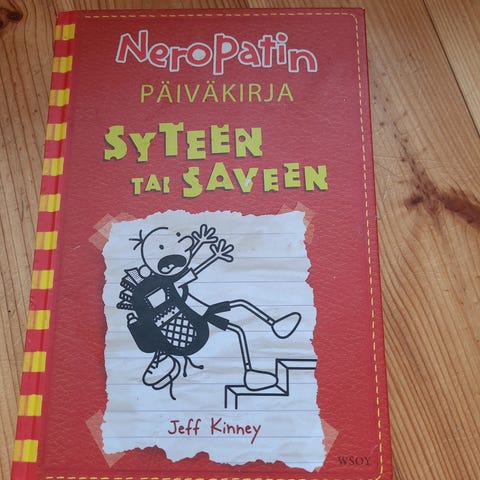 Neropatin
PÄIVÄKIRJA
SYTEEN
TAI SAVEEN
Jeff Kinney
WSOY